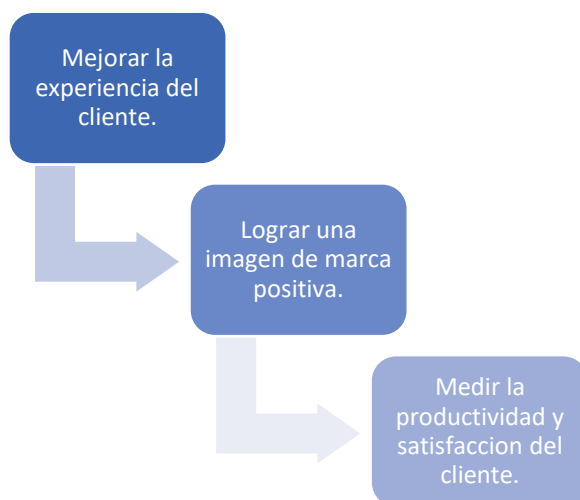 Mejorar la
experiencia del
cliente.
Lograr una
imagen de marca
positiva.
Medir la
productividad y
satisfaccion del
cliente.